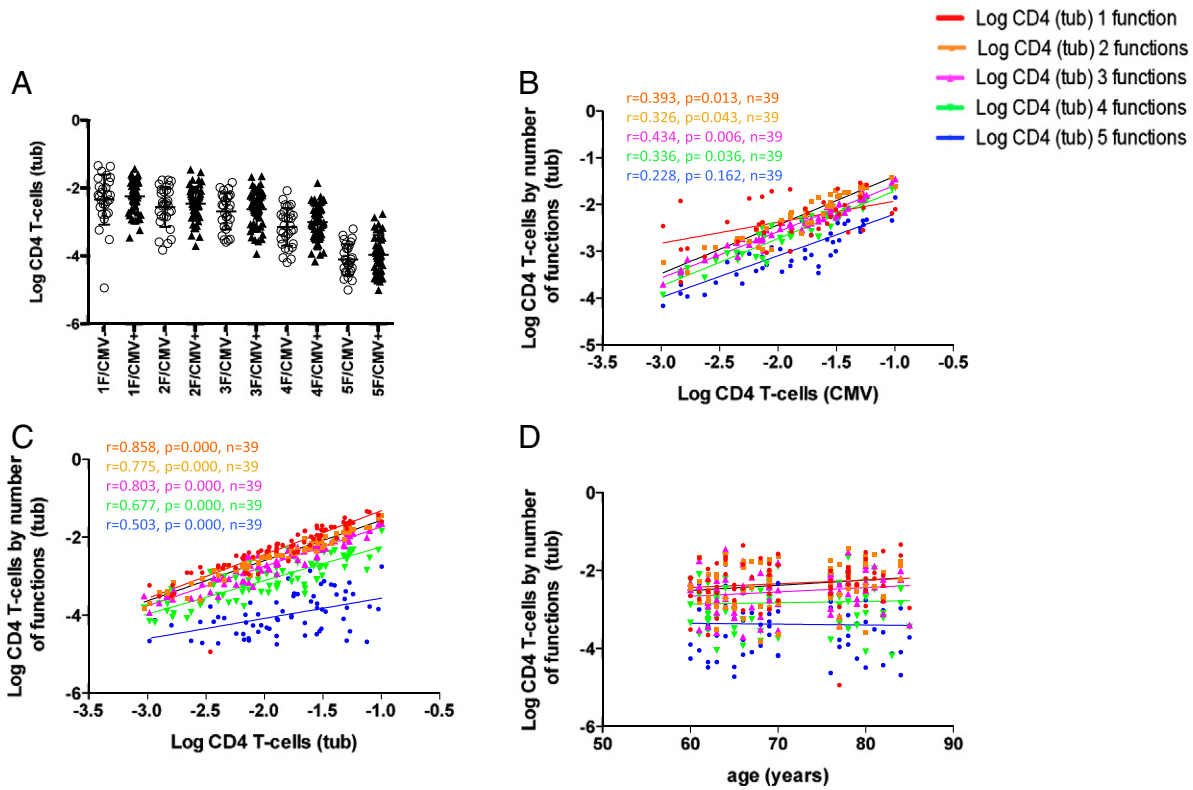 Log CD4 (tub) 1 function
Log CD4 (tub) 2 functions
Log CD4 (tub) 3 functions
Log CD4 (tub) 4 functions
Log CD4 (tub) 5 functions
A
Log CD4 T-cells (tub)
0
-2
-4
-6
1F/CMV-
1F/CMV+
2F/CMV-
2F/CMV+
3F/CMV-
3F/CMV+
4F/CMV-
4F/CMV+
5F/CMV-
5F/CMV+
B
r=0.393, p=0.013, n=39
r=0.326, p=0.043, n=39
r=0.434, p= 0.006, n=39
r=0.336, p= 0.036, n=39
r=0.228, p= 0.162, n=39
Log CD4 T-cells by number
of functions (tub)
0
-1
-2
-3
-4
-5
-3.5
-3.0
-2.5
-2.0
-1.5
-1.0
-0.5
Log CD4 T-cells (CMV)
C
r=0.858, p=0.000, n=39
r=0.775, p=0.000, n=39
r=0.803, p= 0.000, n=39
r=0.677, p= 0.000, n=39
r=0.503, p= 0.000, n=39
Log CD4 T-cells by number
of functions (tub)
0
-2
-4
-6
-3.5
-3.0
-2.5
-2.0
-1.5
-1.0
-0.5
Log CD4 T-cells (tub)
D
Log CD4 T-cells by number
of functions (tub)
0
-2
-4
-6
50
60
70
80
90
age (years)